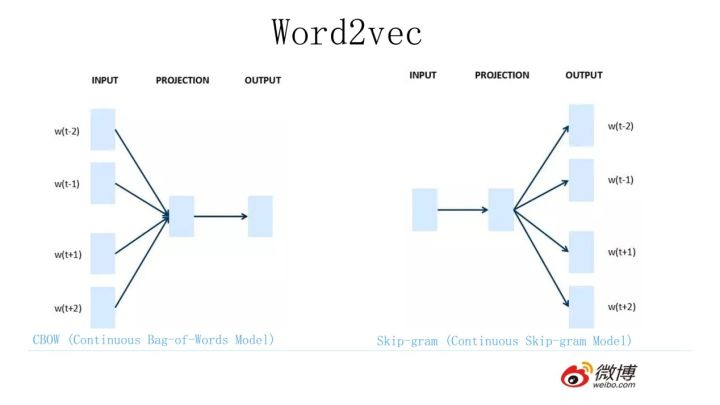 Word2vec
INPUT PROJECTION OUTPUT
w(t-2)
w(t-1)
w(t+1)
w(t+2)
CBOW (Continuous Bag-of-Words Model)
INPUT PROJECTION OUTPUT
w(t-2)
w(t-1)
w(t+1)
w(t+2)
Skip-gram (Continuous Skip-gram Model)
微博
weibo.com